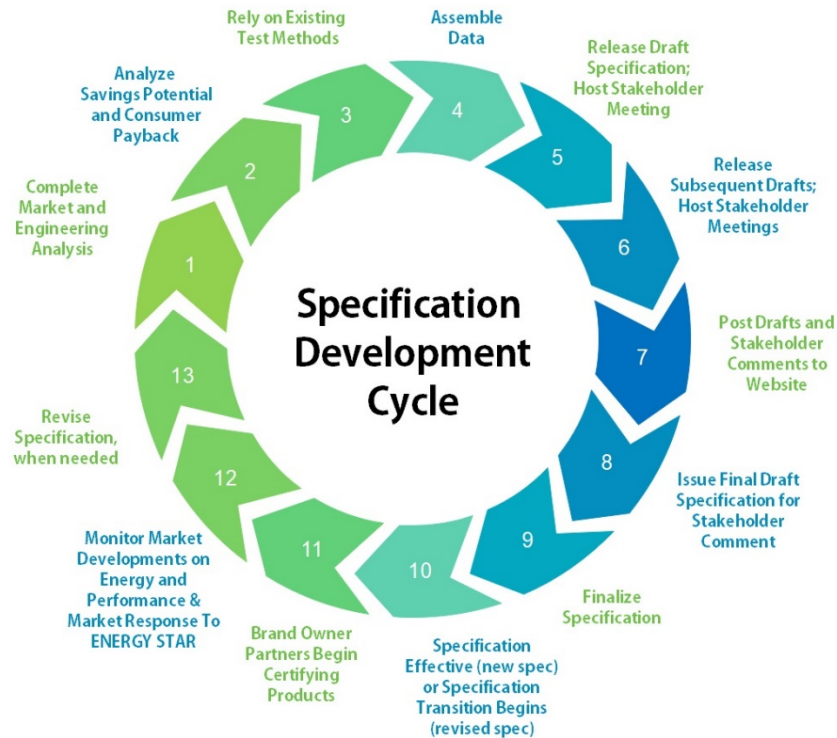 Specification
Development
Cycle
1
Complete
Market and
Engineering
Analysis
2
Analyze
Savings Potential
and Consumer
Payback
3
Rely on Existing
Test Methods
4
Assemble
Data
5
Release Draft
Specification;
Host Stakeholder
Meeting
6
Release
Subsequent Drafts;
Host Stakeholder
Meetings
7
Post Drafts and
Stakeholder
Comments to
Website
8
Issue Final Draft
Specification for
Stakeholder
Comment
9
Finalize
Specification
10
Specification
Effective (new spec)
or Specification
Transition Begins
(revised spec)
11
Brand Owner
Partners Begin
Certifying
Products
12
Monitor Market
Developments on
Energy and
Performance &
Market Response To
ENERGY STAR
13
Revise
Specification,
when needed